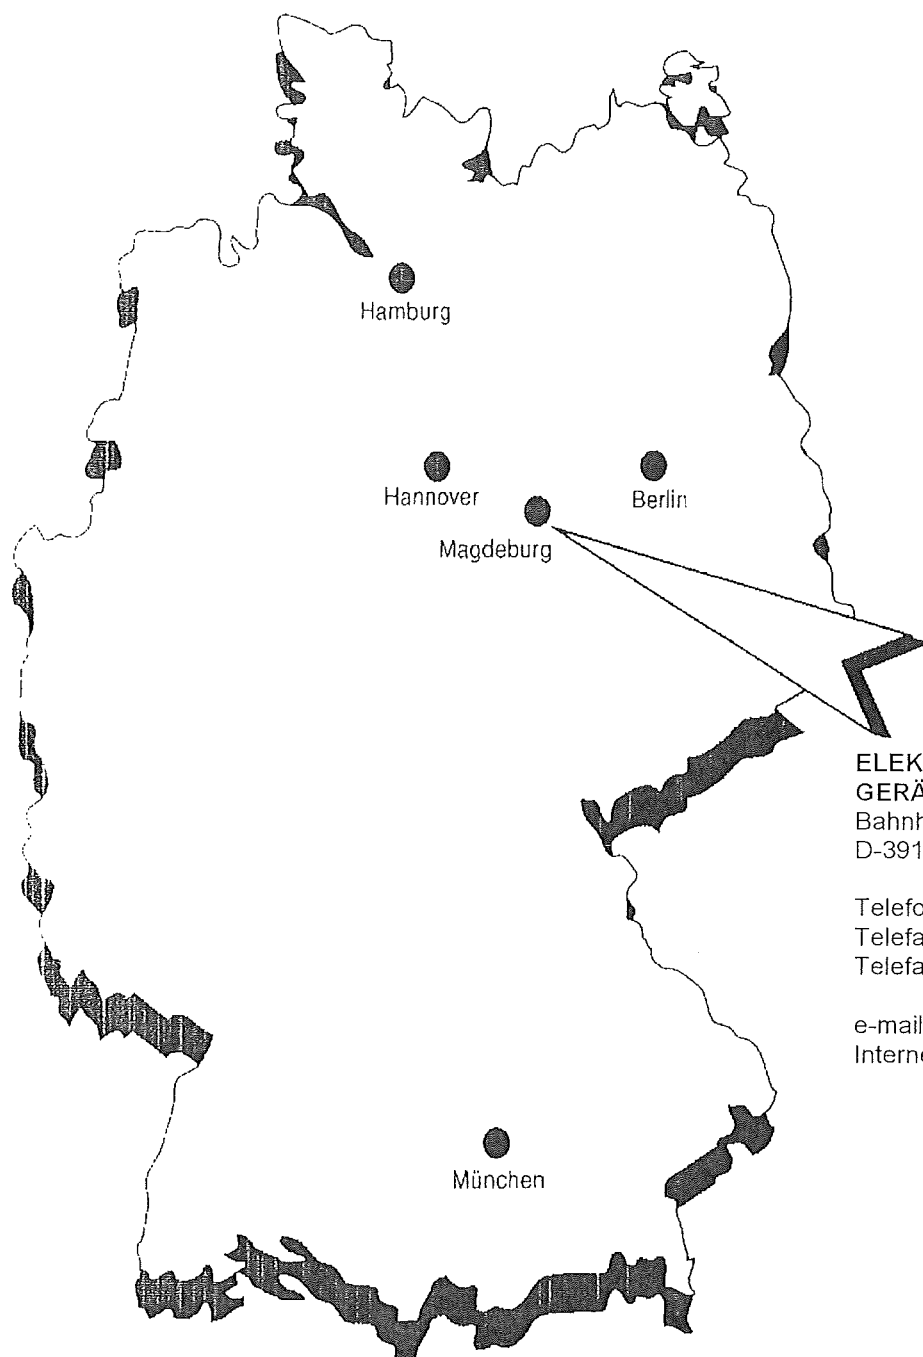 Hamburg
Hannover
Berlin
Magdeburg
ELEK
GERÄ
Bahnh
D-391
Telefo
Telefa
Telefa
e-mail
Interne
München